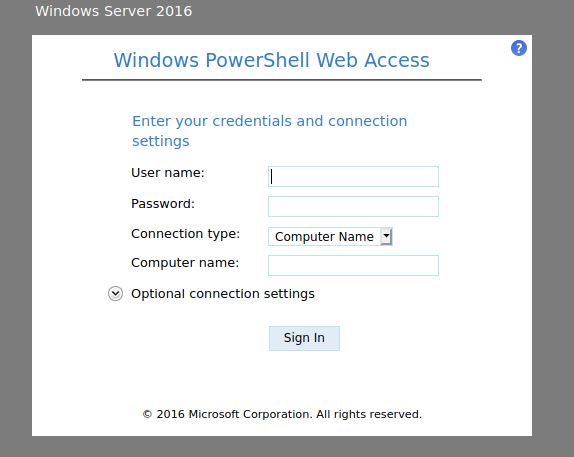 Windows Server 2016
?
Windows PowerShell Web Access
Enter your credentials and connection
settings
User name:
Password:
Connection type: Computer Name
Computer name:
Optional connection settings
Sign In
© 2016 Microsoft Corporation. All rights reserved.